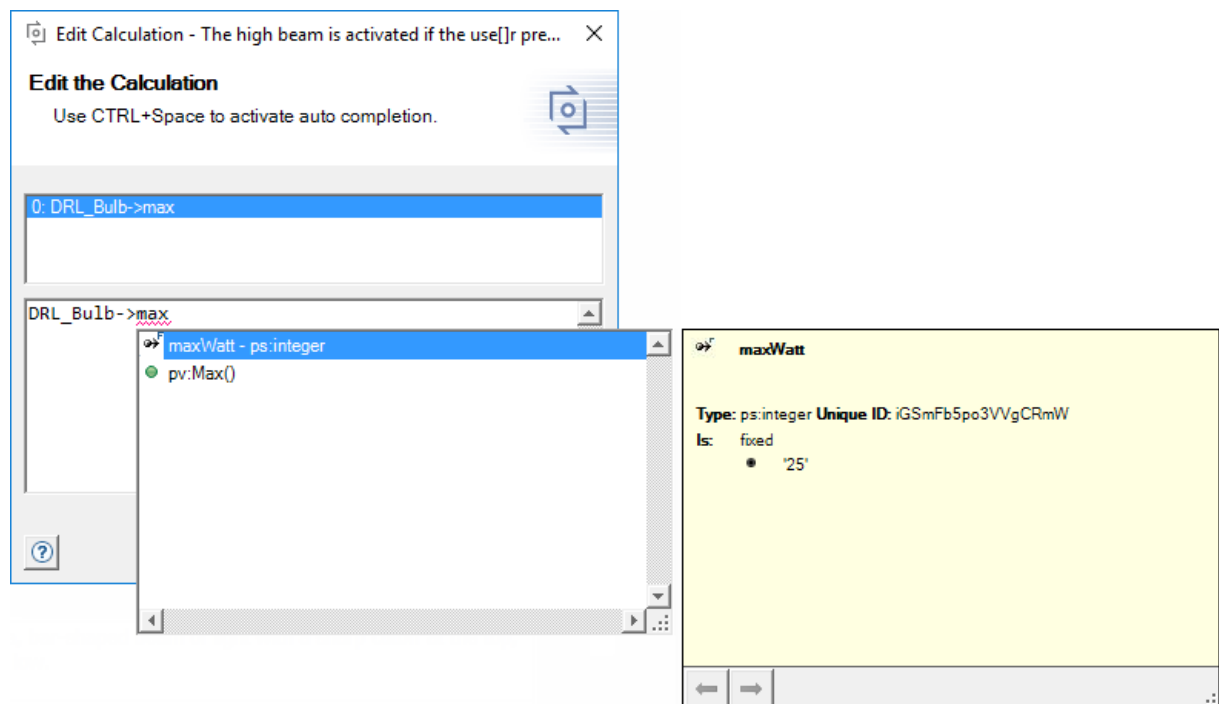 Edit Calculation - The high beam is activated if the use[]r pre...
Edit the Calculation
Use CTRL+Space to activate auto completion.
0: DRL_Bulb->max
DRL_Bulb->max
maxWatt - ps:integer
pv:Max()
maxWatt
Type: ps:integer Unique ID: iGSmFb5po3VVgCRmW
Is: fixed
"25"